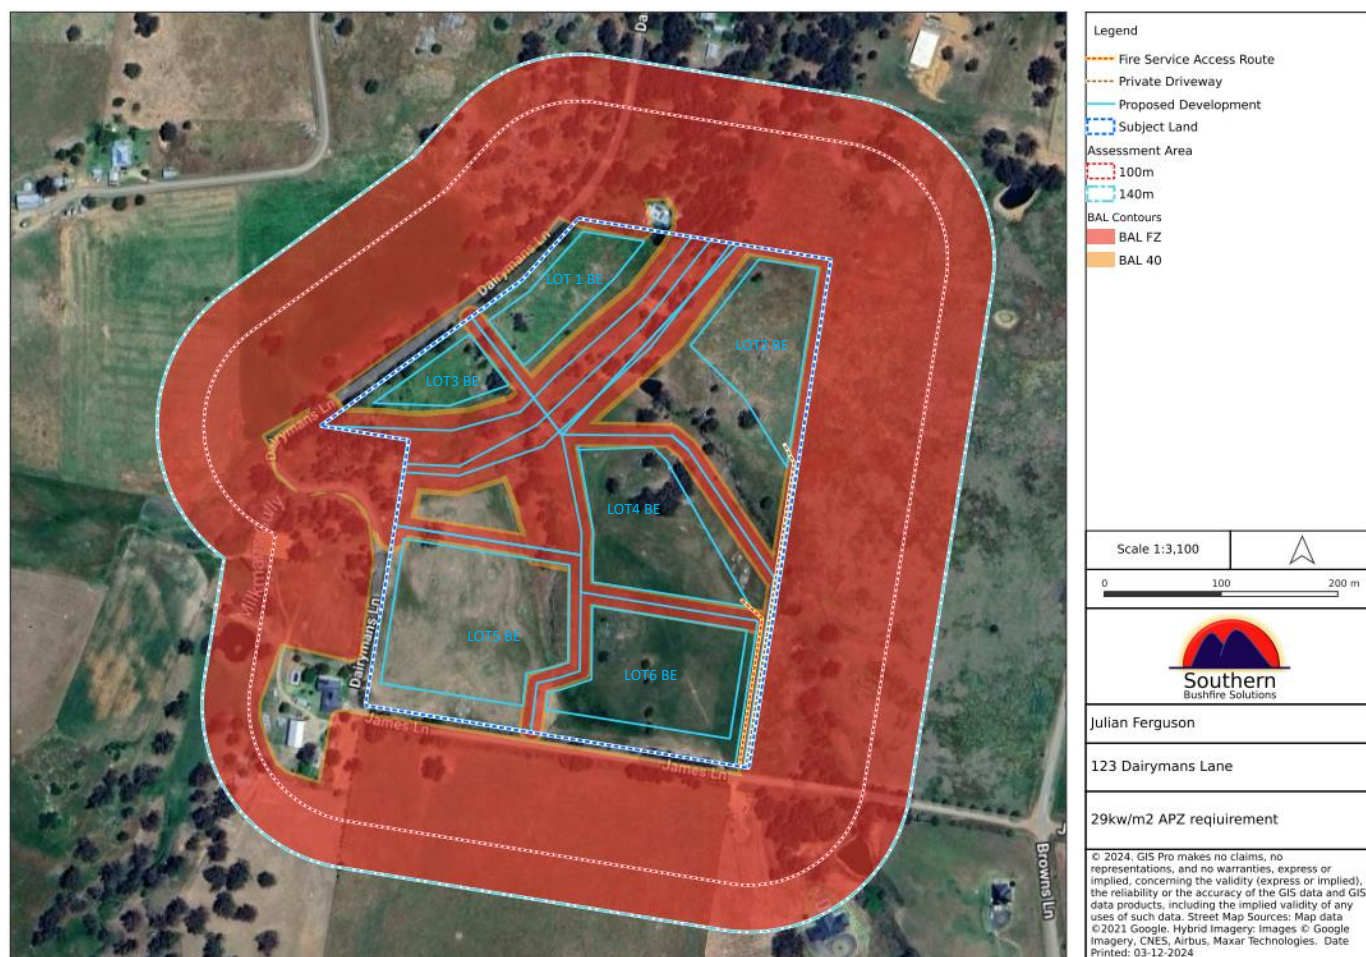 Da
Dairymans Ln
LOT 1 BE
LOT2 BE
LOT3 BE
Dairymans Ln
LOT4 BE
LOT5 BE
Dairymans Ln
LOT6 BE
James Ln
James Ln
Browns Ln
Legend
Fire Service Access Route
Private Driveway
Proposed Development
Subject Land
Assessment Area
100m
140m
BAL Contours
BAL FZ
BAL 40
Scale 1:3,100
0 100 200 m
Southern
Bushfire Solutions
Julian Ferguson
123 Dairymans Lane
29kw/m2 APZ reqiuirement
© 2024. GIS Pro makes no claims, no
representations, and no warranties, express or
implied, concerning the validity (express or implied),
the reliability or the accuracy of the GIS data and GIS
data products, including the implied validity of any
uses of such data. Street Map Sources: Map data
©2021 Google. Hybrid Imagery: Images © Google
Imagery, CNES, Airbus, Maxar Technologies. Date
Printed: 03-12-2024